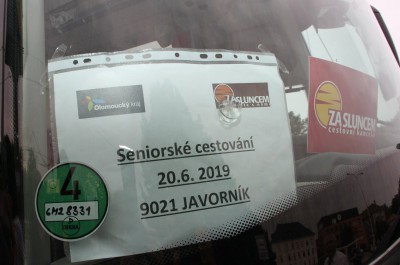 Olomoucký kraj
ZA SLUNCEM
Seniorské cestování
20.6. 2019
9021 JAVORNÍK
ZA SLUNCEM
cestovní kancelář
4